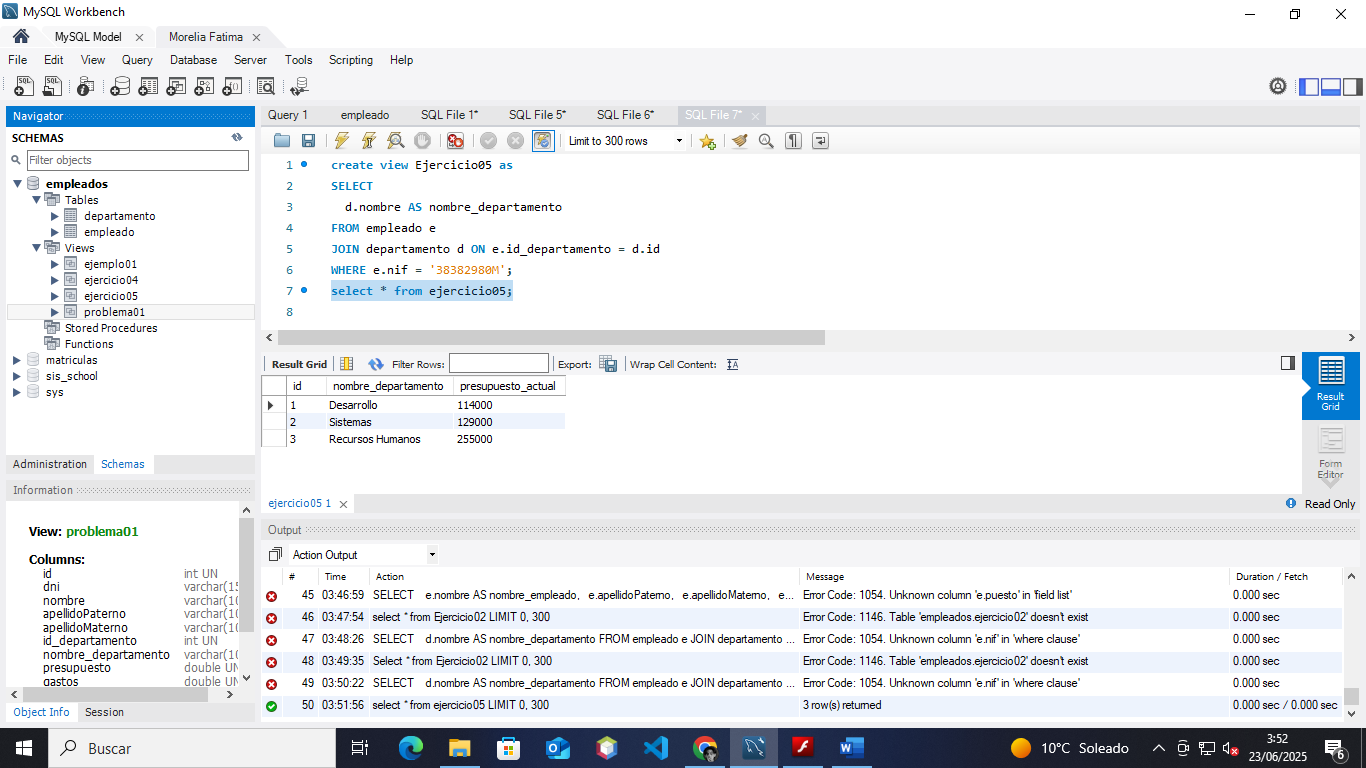 MySQL Workbench
MySQL Model
Morelia Fatima
File Edit View Query Database Server Tools Scripting Help
Navigator
SCHEMAS
Filter objects
empleados
Tables
departamento
empleado
Views
ejemplo01
ejercicio04
ejercicio05
problema01
Stored Procedures
Functions
matriculas
sis_school
sys
Administration Schemas
Information
View: problema01
Columns:
id int UN
dni varchar(15
nombre varchar(10
apellidoPaterno varchar(10
apellidoMaterno varchar(10
id_departamento int UN
nombre_departamento varchar(10
presupuesto double UN
gastos double UN
Object Info Session
Query 1 empleado SQL File 1* SQL File 5* SQL File 6* SQL File 7*
Limit to 300 rows
1 create view Ejercicio05 as
2 SELECT
3 d.nombre AS nombre_departamento
4 FROM empleado e
5 JOIN departamento d ON e.id_departamento = d.id
6 WHERE e.nif = '38382980M';
7 select * from ejercicio05;
8
Result Grid Filter Rows: Export: Wrap Cell Content:
id nombre_departamento presupuesto_actual
1 Desarrollo 114000
2 Sistemas 129000
3 Recursos Humanos 255000
Result Grid
Form Editor
ejercicio05 1
Read Only
Output
Action Output
# Time Action Message Duration / Fetch
45 03:46:59 SELECT e.nombre AS nombre_empleado, e.apellidoPaterno, e.apellidoMaterno, e... Error Code: 1054. Unknown column 'e.puesto' in 'field list' 0.000 sec
46 03:47:54 select * from Ejercicio02 LIMIT 0, 300 Error Code: 1146. Table 'empleados.ejercicio02' doesn't exist 0.000 sec
47 03:48:26 SELECT d.nombre AS nombre_departamento FROM empleado e JOIN departamento ... Error Code: 1054. Unknown column 'e.nif' in 'where clause' 0.000 sec
48 03:49:35 Select * from Ejercicio02 LIMIT 0, 300 Error Code: 1146. Table 'empleados.ejercicio02' doesn't exist 0.000 sec
49 03:50:22 SELECT d.nombre AS nombre_departamento FROM empleado e JOIN departamento ... Error Code: 1054. Unknown column 'e.nif' in 'where clause' 0.000 sec
50 03:51:56 select * from ejercicio05 LIMIT 0, 300 3 row(s) returned 0.000 sec / 0.000 sec
Buscar
10°C Soleado
3:52
23/06/2025
6